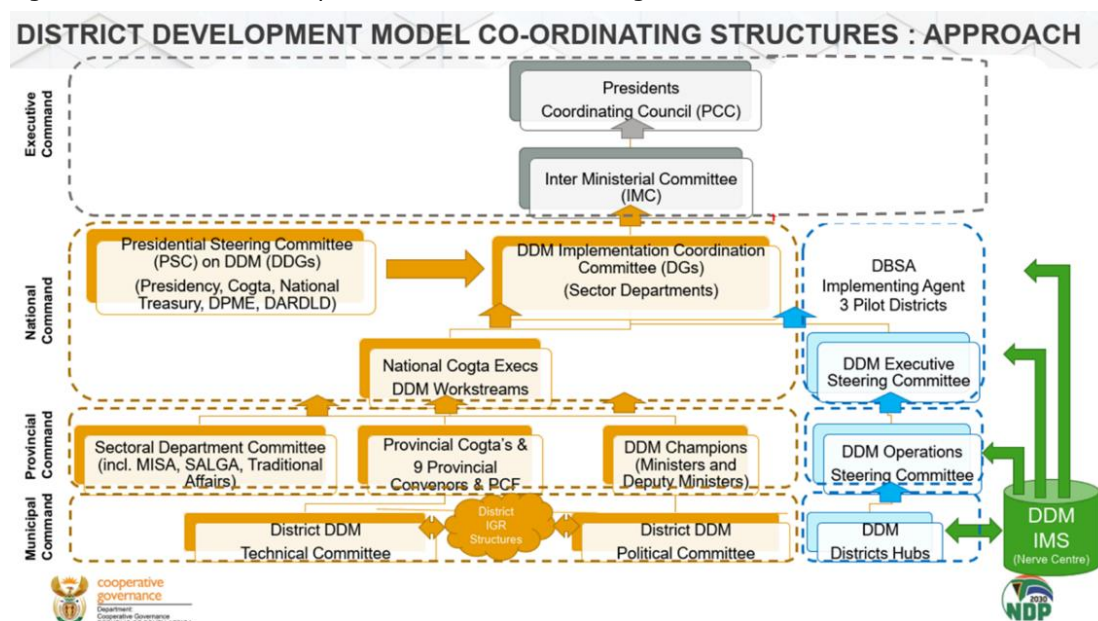 DISTRICT DEVELOPMENT MODEL CO-ORDINATING STRUCTURES : APPROACH
Executive
Command
Presidents
Coordinating Council (PCC)
Inter Ministerial Committee
(IMC)
National
Command
Presidential Steering Committee
(PSC) on DDM (DDGs)
(Presidency, Cogta, National
Treasury, DPME, DARDLD)
DDM Implementation Coordination
Committee (DGs)
(Sector Departments)
DBSA
Implementing Agent
3 Pilot Districts
National Cogta Execs
DDM Workstreams
DDM Executive
Steering Committee
Provincial
Command
Sectoral Department Committee
(incl. MISA, SALGA, Traditional
Affairs)
Provincial Cogta's &
9 Provincial
Convenors & PCF
DDM Champions
(Ministers and
Deputy Ministers)
DDM Operations
Steering Committee
Municipal
Command
District DDM
Technical Committee
District
IGR
Structures
District DDM
Political Committee
DDM
Districts Hubs
DDM
IMS
(Nerve Centre)
cooperative
governance
Department:
Cooperative Governance
2030
NDP